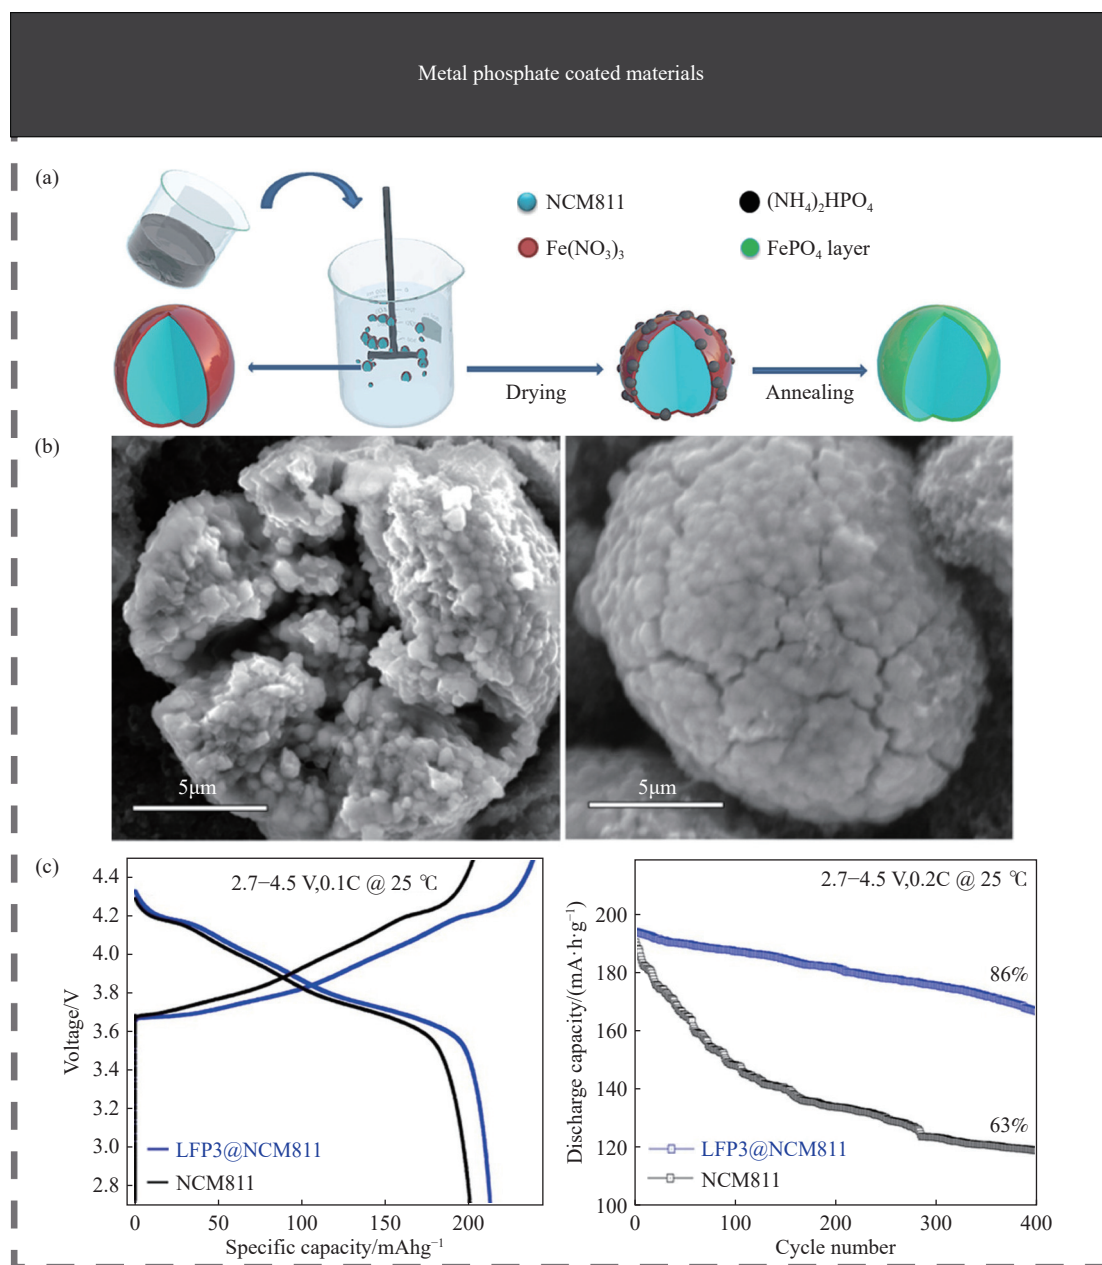 Metal phosphate coated materials
(a)
NCM811
(NH₄)₂HPO₄
Fe(NO₃)₃
FePO₄ layer
Drying
Annealing
(b)
5μm
5μm
(c)
2.7−4.5 V,0.1C @ 25 ℃
4.4
4.2
4.0
3.8
3.6
3.4
3.2
3.0
2.8
Voltage/V
LFP3@NCM811
NCM811
0
50
100
150
200
Specific capacity/mAhg⁻¹
2.7−4.5 V,0.2C @ 25 ℃
200
180
160
140
120
100
Discharge capacity/(mA·h·g⁻¹)
86%
63%
LFP3@NCM811
NCM811
0
100
200
300
400
Cycle number